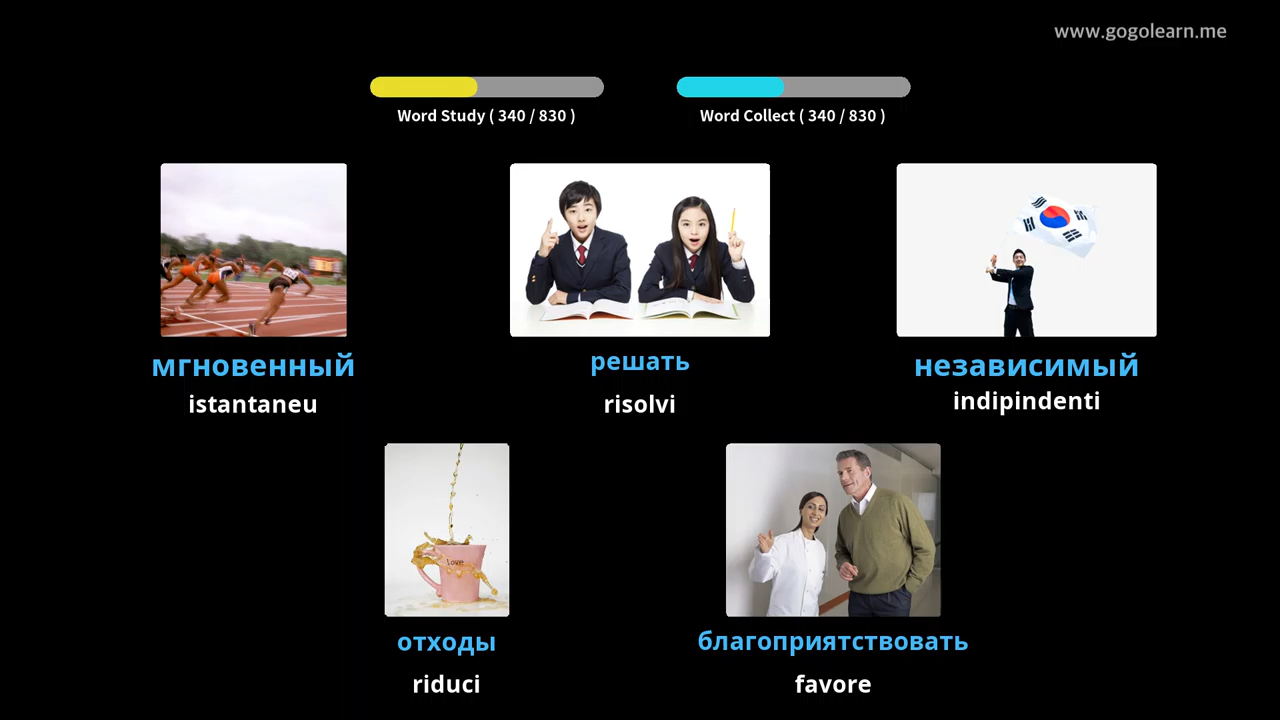 www.gogolearn.me
Word Study ( 340 / 830 )
Word Collect ( 340 / 830 )
мгновенный
решать
независимый
istantaneu
risolvi
indipindenti
love
отходы
благоприятствовать
riduci
favore